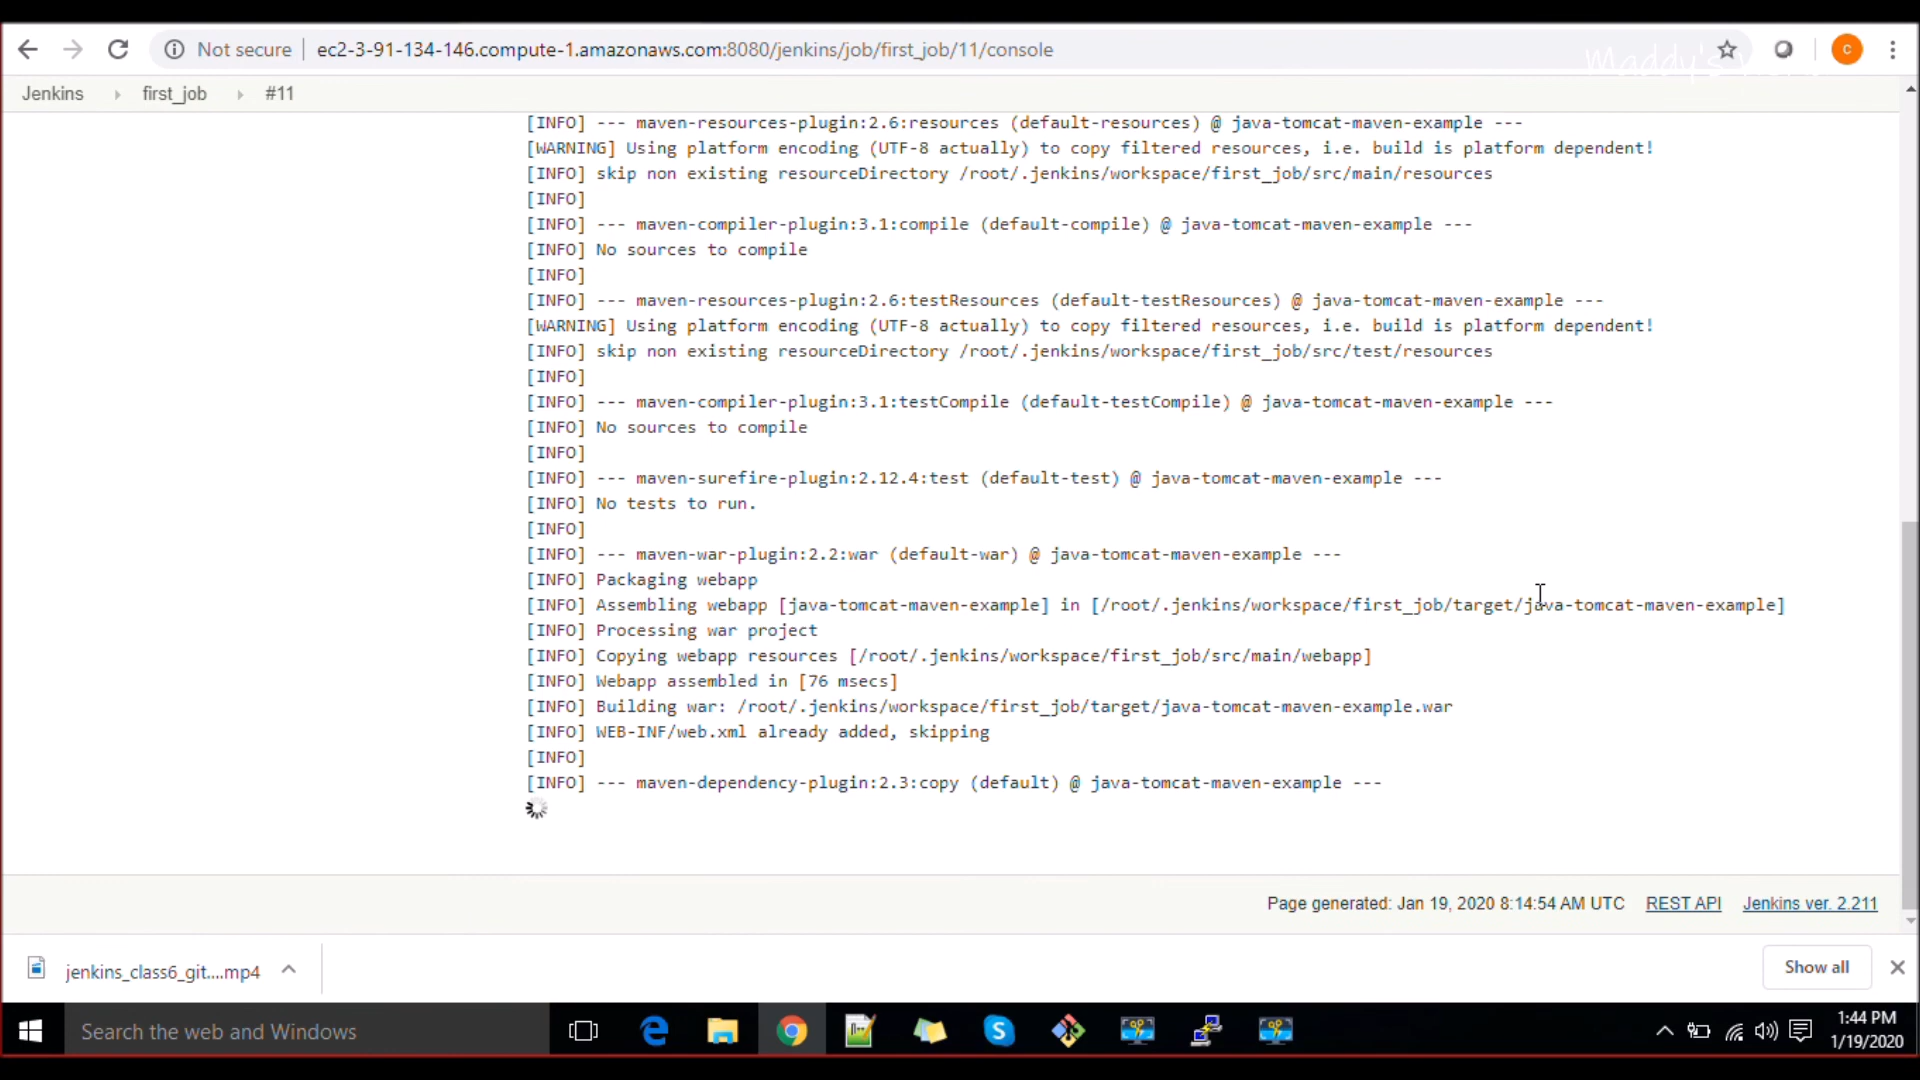 Maddy's
Not secure | ec2-3-91-134-146.compute-1.amazonaws.com:8080/jenkins/job/first_job/11/console
C
Jenkins first_job #11
[INFO] --- maven-resources-plugin:2.6:resources (default-resources) @ java-tomcat-maven-example ---
[WARNING] Using platform encoding (UTF-8 actually) to copy filtered resources, i.e. build is platform dependent!
[INFO] skip non existing resourceDirectory /root/.jenkins/workspace/first_job/src/main/resources
[INFO]
[INFO] --- maven-compiler-plugin:3.1:compile (default-compile) @ java-tomcat-maven-example ---
[INFO] No sources to compile
[INFO]
[INFO] --- maven-resources-plugin:2.6:testResources (default-testResources) @ java-tomcat-maven-example ---
[WARNING] Using platform encoding (UTF-8 actually) to copy filtered resources, i.e. build is platform dependent!
[INFO] skip non existing resourceDirectory /root/.jenkins/workspace/first_job/src/test/resources
[INFO]
[INFO] --- maven-compiler-plugin:3.1:testCompile (default-testCompile) @ java-tomcat-maven-example ---
[INFO] No sources to compile
[INFO]
[INFO] --- maven-surefire-plugin:2.12.4:test (default-test) @ java-tomcat-maven-example ---
[INFO] No tests to run.
[INFO]
[INFO] --- maven-war-plugin:2.2:war (default-war) @ java-tomcat-maven-example ---
[INFO] Packaging webapp
[INFO] Assembling webapp [java-tomcat-maven-example] in [/root/.jenkins/workspace/first_job/target/java-tomcat-maven-example]
[INFO] Processing war project
[INFO] Copying webapp resources [/root/.jenkins/workspace/first_job/src/main/webapp]
[INFO] Webapp assembled in [76 msecs]
[INFO] Building war: /root/.jenkins/workspace/first_job/target/java-tomcat-maven-example.war
[INFO] WEB-INF/web.xml already added, skipping
[INFO]
[INFO] --- maven-dependency-plugin:2.3:copy (default) @ java-tomcat-maven-example ---
Page generated: Jan 19, 2020 8:14:54 AM UTC REST API Jenkins ver. 2.211
jenkins_class6_git....mp4 Show all
Search the web and Windows
1:44 PM
1/19/2020